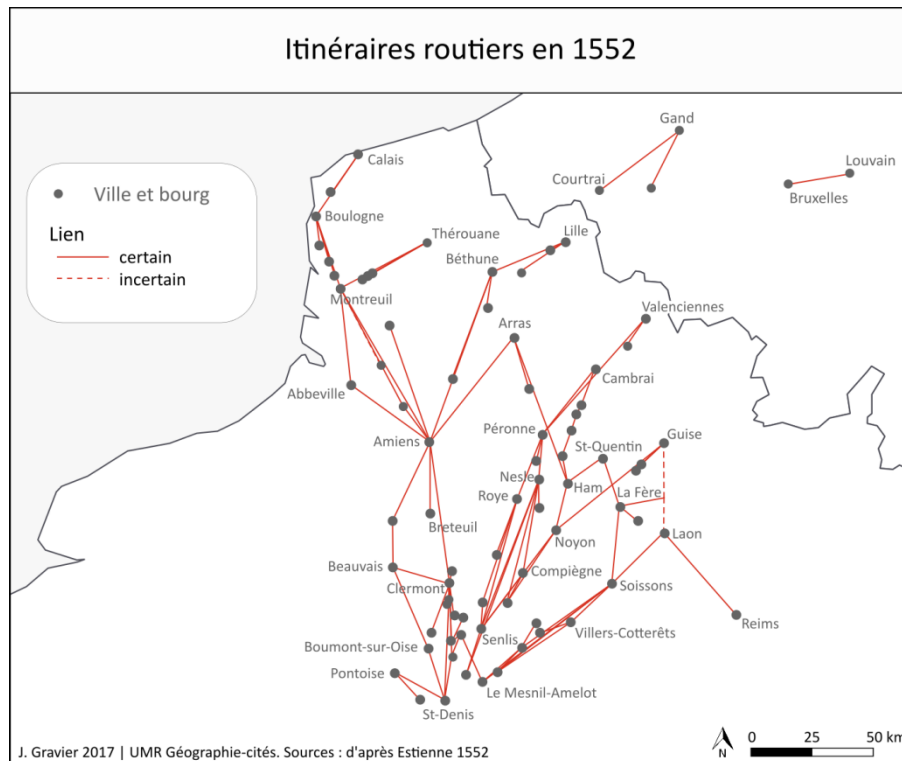 Itinéraires routiers en 1552
Ville et bourg
Lien
certain
incertain
Calais
Gand
Louvain
Courtrai
Bruxelles
Boulogne
Thérouane
Lille
Béthune
Montreuil
Valenciennes
Arras
Cambrai
Abbeville
Péronne
Amiens
Guise
St-Quentin
Nesle
Ham
La Fère
Roye
Breteuil
Noyon
Laon
Beauvais
Compiègne
Clermont
Soissons
Reims
Senlis
Villers-Cotterêts
Boumont-sur-Oise
Pontoise
Le Mesnil-Amelot
St-Denis
J. Gravier 2017 | UMR Géographie-cités. Sources : d'après Estienne 1552
N
0 25 50 km